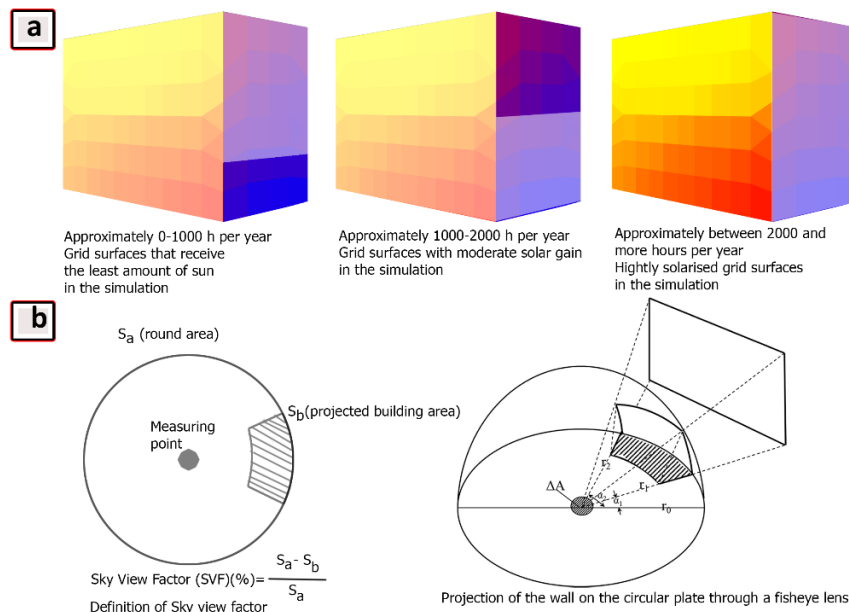 a
Approximately 0-1000 h per year
Grid surfaces that receive
the least amount of sun
in the simulation
Approximately 1000-2000 h per year
Grid surfaces with moderate solar gain
in the simulation
Approximately between 2000 and
more hours per year
Hightly solarised grid surfaces
in the simulation
b
Sa (round area)
Measuring
point
Sb(projected building area)
Sky View Factor (SVF)(%)= Sa - Sb
Sa
Definition of Sky view factor
ΔA
r2
α2
α1
r1
r0
Projection of the wall on the circular plate through a fisheye lens